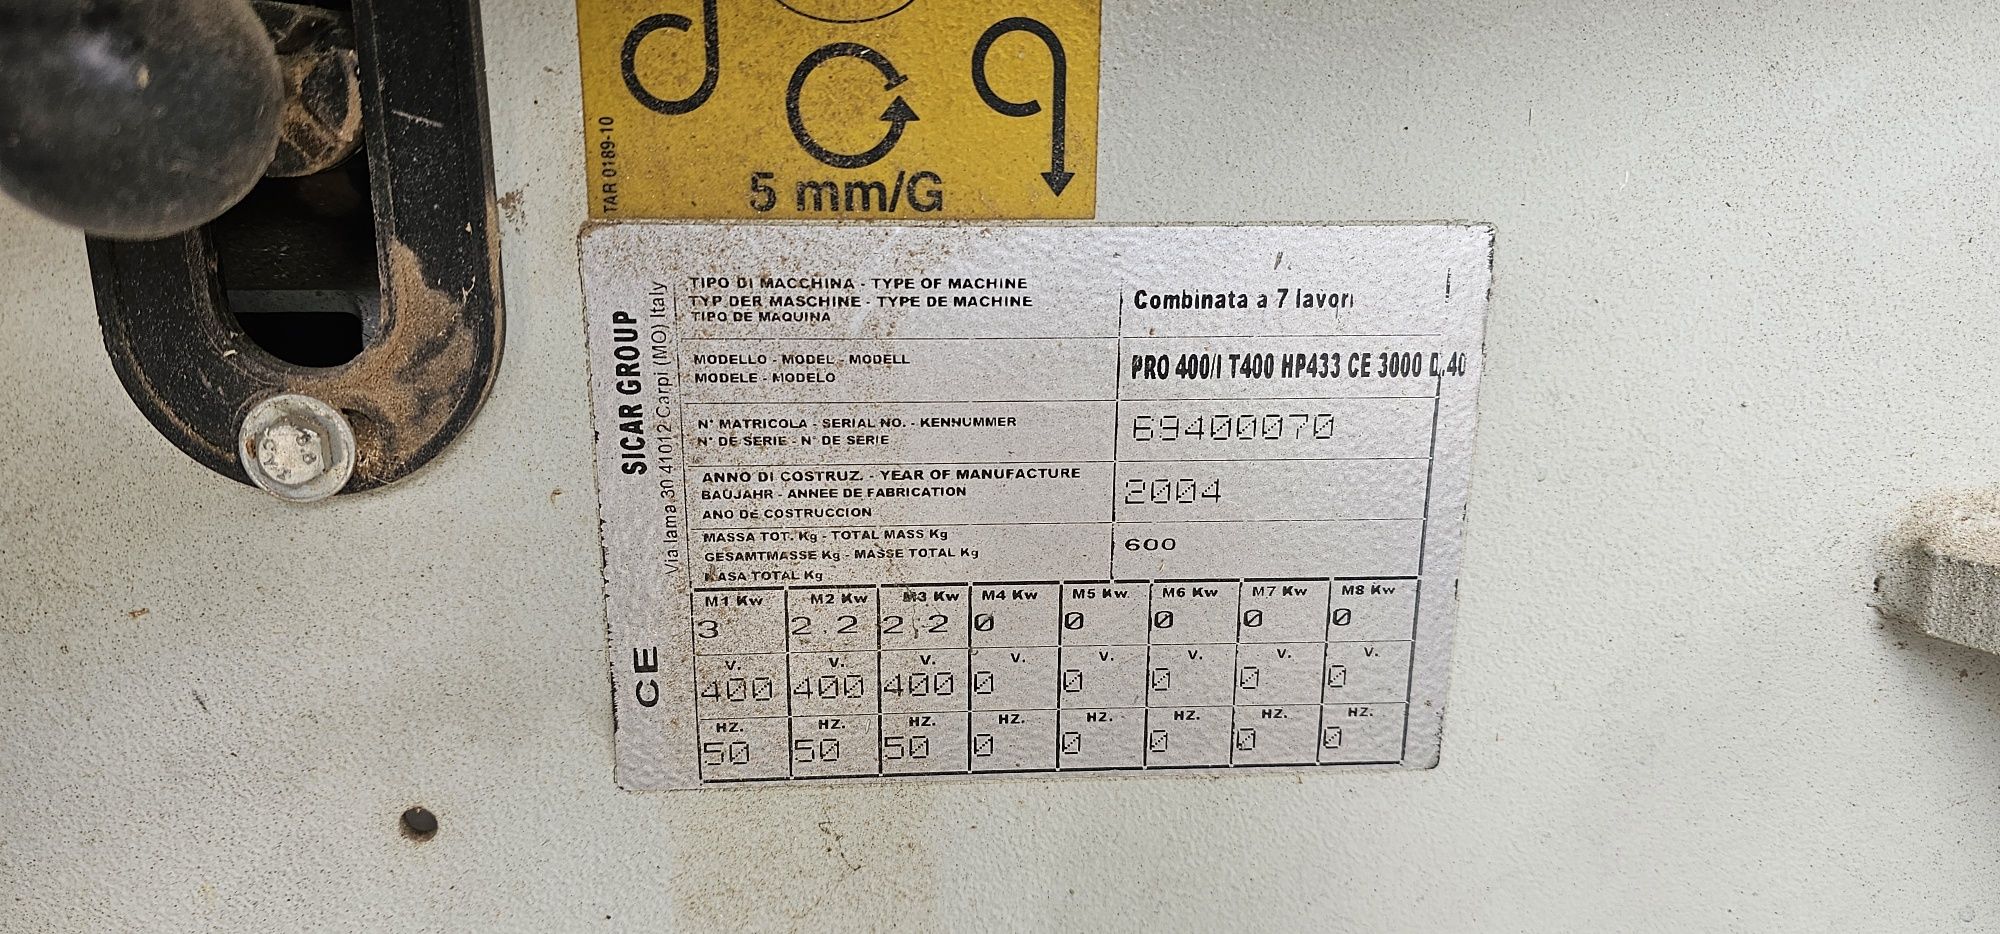 TAR 0189-10
5 mm/G
SICAR GROUP
Via lama 30 41012 Carpi (MO) Italy
CE
TIPO DI MACCHINA - TYPE OF MACHINE
TYP DER MASCHINE - TYPE DE MACHINE
TIPO DE MAQUINA
Combinata a 7 lavori
MODELLO - MODEL - MODELL
MODELE - MODELO
PRO 400/I T400 HP433 CE 3000 D.40
N° MATRICOLA - SERIAL NO. - KENNUMMER
N° DE SERIE - N° DE SERIE
69400070
ANNO DI COSTRUZ. - YEAR OF MANUFACTURE
BAUJAHR - ANNEE DE FABRICATION
ANO DE COSTRUCCION
2004
MASSA TOT. Kg - TOTAL MASS Kg
GESAMTMASSE Kg - MASSE TOTAL Kg
MASA TOTAL Kg
600
M1 Kw M2 Kw M3 Kw M4 Kw M5 Kw M6 Kw M7 Kw M8 Kw
3 2.2 2.2 0 0 0 0 0
V. V. V. V. V. V. V. V.
400 400 400 0 0 0 0 0
HZ. HZ. HZ. HZ. HZ. HZ. HZ. HZ.
50 50 50 0 0 0 0 0